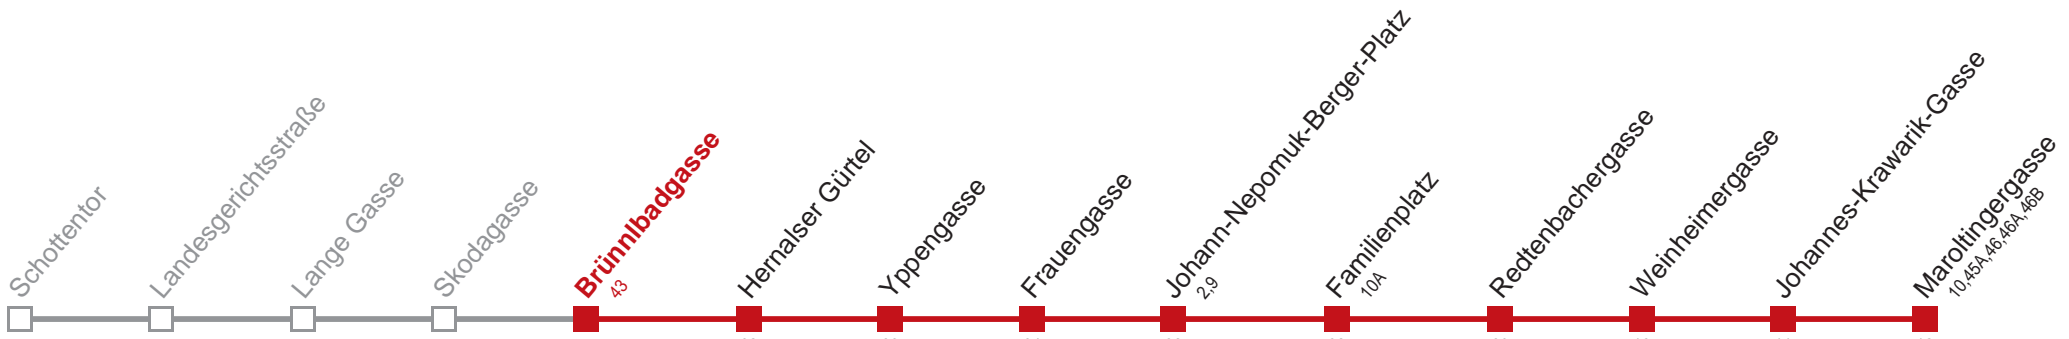 Schottentor
Landesgerichtsstraße
Lange Gasse
Skodagasse
Brünnlbadgasse
43
Hernalser Gürtel
Yppengasse
Frauengasse
Johann-Nepomuk-Berger-Platz
2,9
Familienplatz
10A
Redtenbachergasse
Weinheimergasse
Johannes-Krawarik-Gasse
Maroltingergasse
10,45A,46,46A,46B